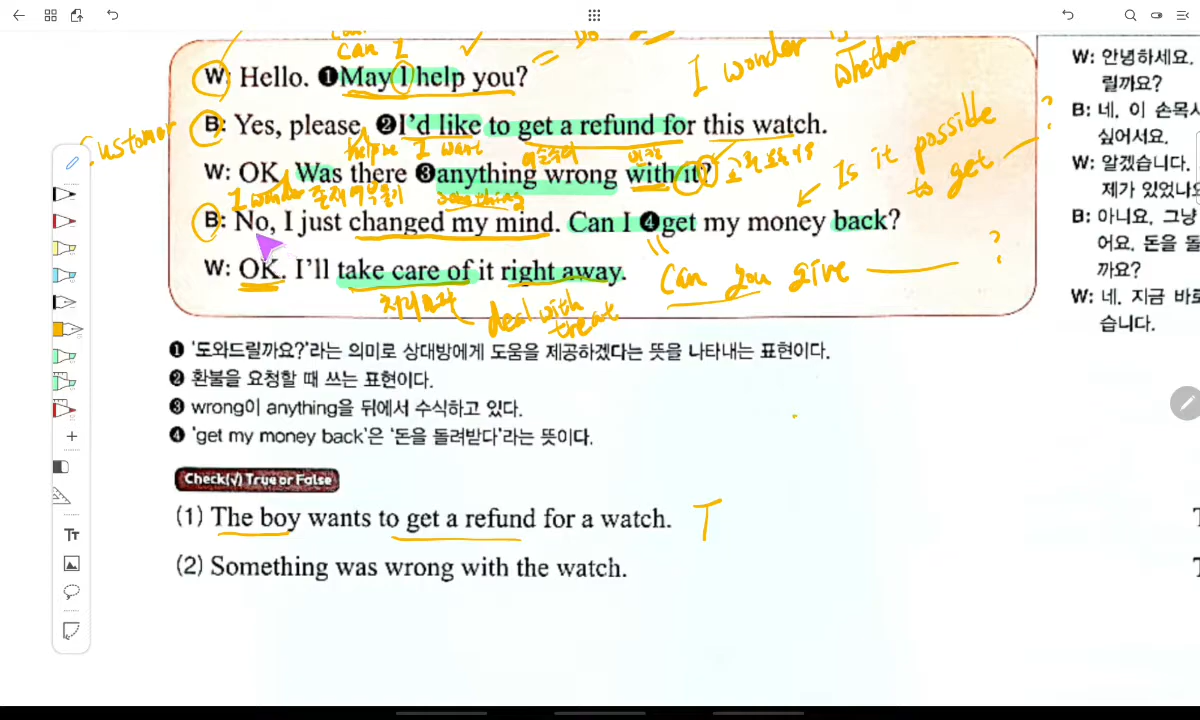 can I
I wonder whether
W: Hello. ❶May I help you?
Customer
B: Yes, please. ❷I'd like to get a refund for this watch.
help me I want
Is it possible to get ?
W: OK. Was there ❸anything wrong with it?
I wonder something
B: No, I just changed my mind. Can I ❹get my money back?
W: OK. I'll take care of it right away.
Can you give ?
deal with
treat
❶ '도와드릴까요?'라는 의미로 상대방에게 도움을 제공하겠다는 뜻을 나타내는 표현이다.
❷ 환불을 요청할 때 쓰는 표현이다.
❸ wrong이 anything을 뒤에서 수식하고 있다.
❹ 'get my money back'은 '돈을 돌려받다'라는 뜻이다.
Check(√) True or False
(1) The boy wants to get a refund for a watch. T
(2) Something was wrong with the watch.
W: 안녕하세요.
릴까요?
B: 네, 이 손목시
싶어서요.
W: 알겠습니다.
제가 있었나요
B: 아니요, 그냥
어요. 돈을 돌
까요?
W: 네. 지금 바로
습니다.
Tт